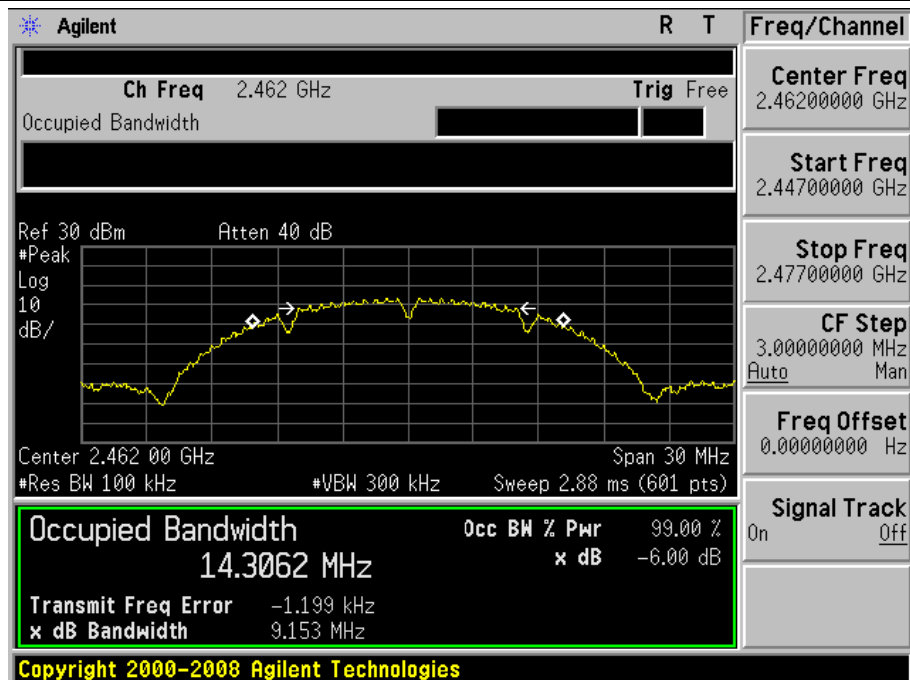 Agilent R T
Ch Freq 2.462 GHz Trig Free
Occupied Bandwidth
Ref 30 dBm Atten 40 dB
#Peak
Log
10
dB/
Center 2.462 00 GHz Span 30 MHz
#Res BW 100 kHz #VBW 300 kHz Sweep 2.88 ms (601 pts)
Occupied Bandwidth Occ BW % Pwr 99.00 %
14.3062 MHz x dB -6.00 dB
Transmit Freq Error -1.199 kHz
x dB Bandwidth 9.153 MHz
Copyright 2000-2008 Agilent Technologies
Freq/Channel
Center Freq
2.46200000 GHz
Start Freq
2.44700000 GHz
Stop Freq
2.47700000 GHz
CF Step
3.00000000 MHz
Auto Man
Freq Offset
0.00000000 Hz
Signal Track
On Off